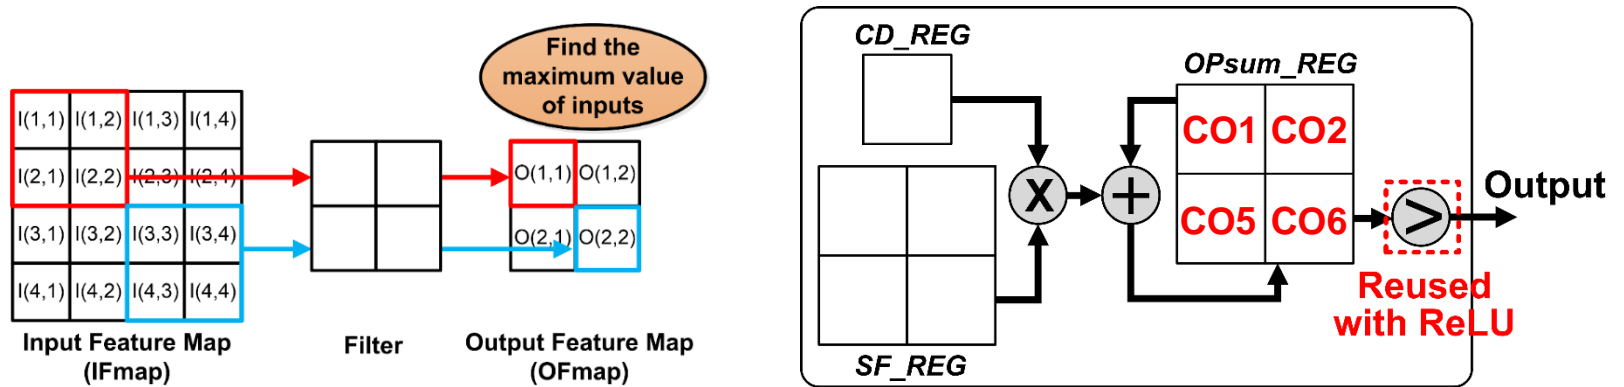 Find the
maximum value
of inputs
I(1,1) I(1,2) I(1,3) I(1,4)
I(2,1) I(2,2) I(2,3) I(2,4)
I(3,1) I(3,2) I(3,3) I(3,4)
I(4,1) I(4,2) I(4,3) I(4,4)
O(1,1) O(1,2)
O(2,1) O(2,2)
Input Feature Map
(IFmap)
Filter
Output Feature Map
(OFmap)
CD_REG
OPsum_REG
CO1 CO2
CO5 CO6
X
+
>
Output
Reused
with ReLU
SF_REG